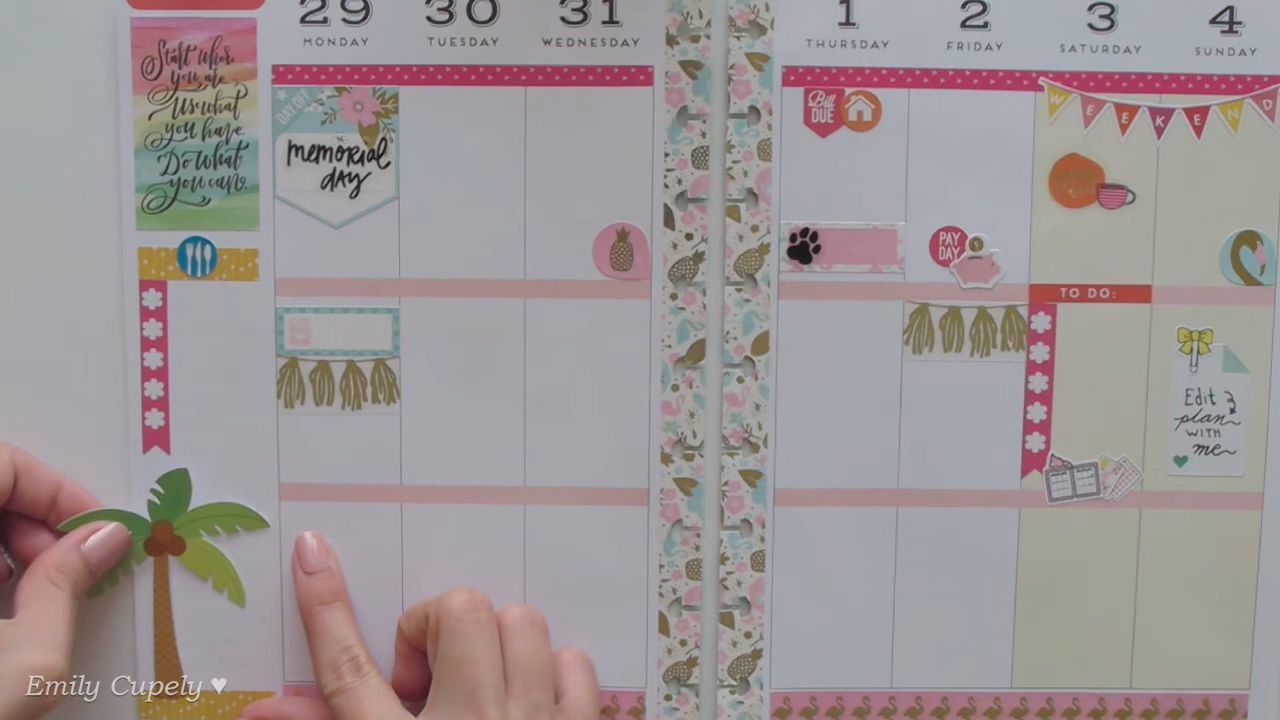 29
MONDAY
30
TUESDAY
31
WEDNESDAY
1
THURSDAY
2
FRIDAY
3
SATURDAY
4
SUNDAY
Start where
you are
Use what
you have
Do what
you can.
DAY OFF
memorial
day
Bill
DUE
WEEKEND
PAY
DAY
TO DO:
Edit
plan
WITH
me
Emily Cupely ♥